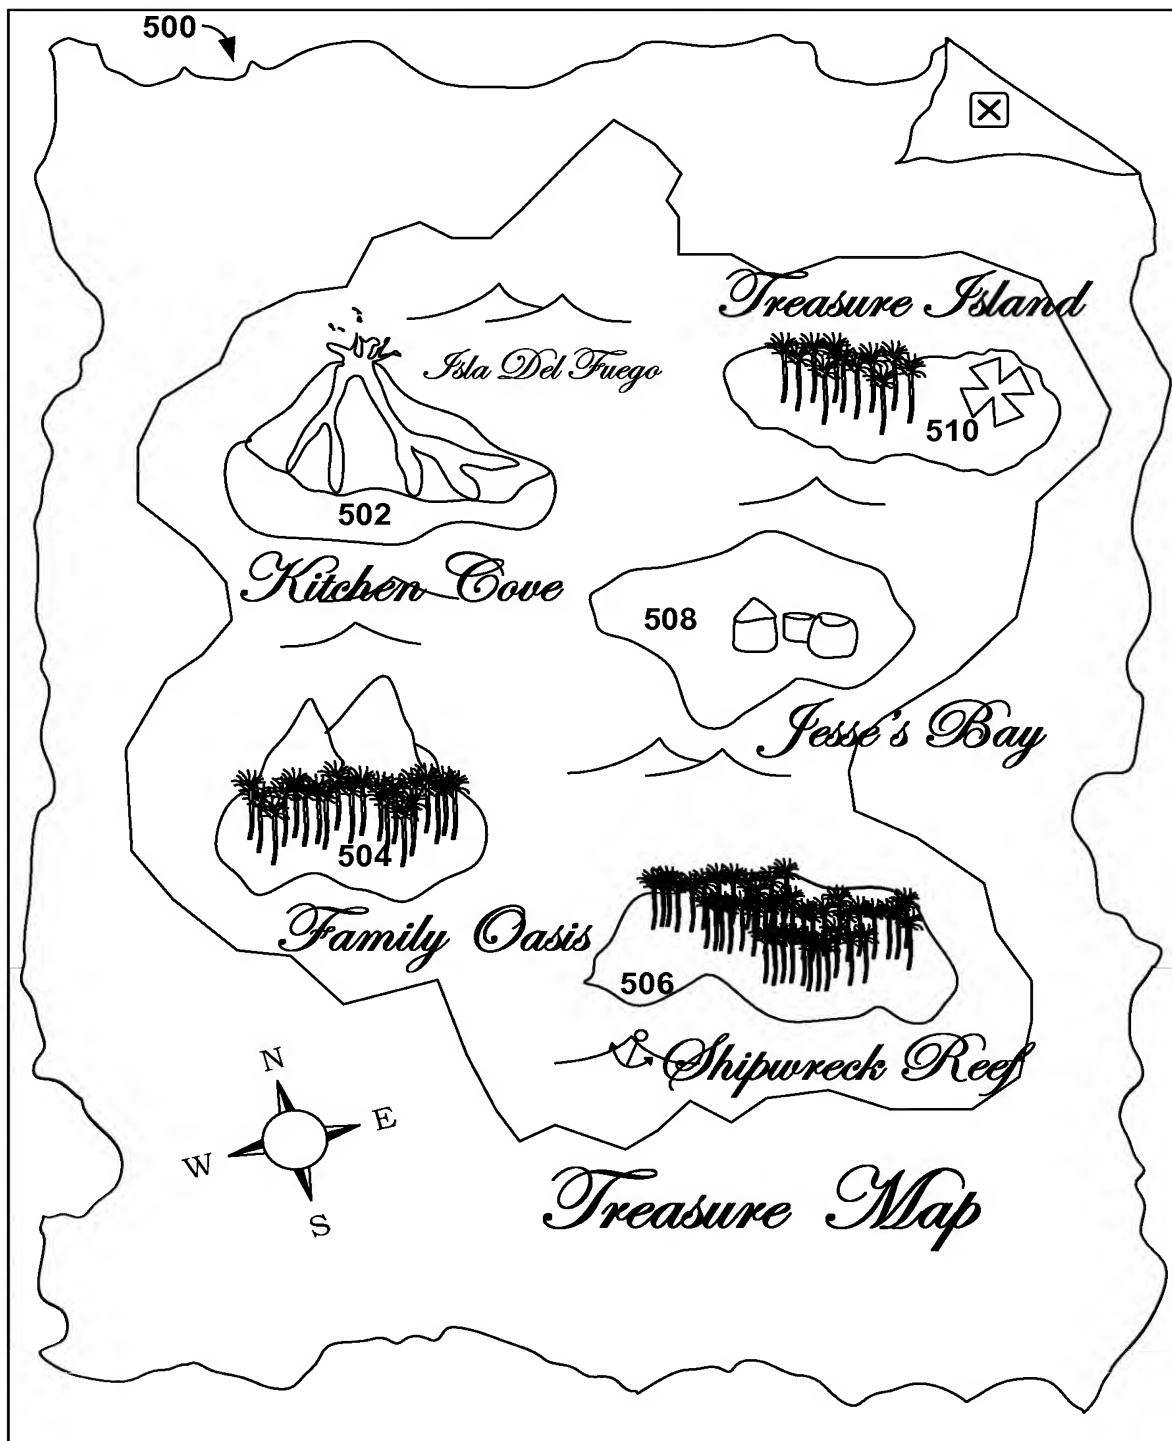 500
Treasure Island
Isla Del Fuego
510
502
Kitchen Cove
508
Jesse's Bay
504
Family Oasis
506
Shipwreck Reef
N
E
W
S
Treasure Map